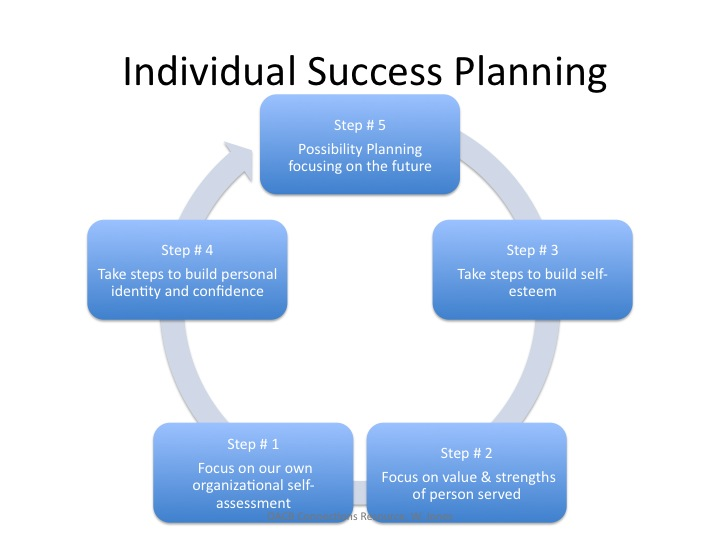 Individual Success Planning
Step # 5
Possibility Planning
focusing on the future
Step # 4
Take steps to build personal
identity and confidence
Step # 3
Take steps to build self-
esteem
Step # 1
Focus on our own
organizational self-
assessment
Step # 2
Focus on value & strengths
of person served